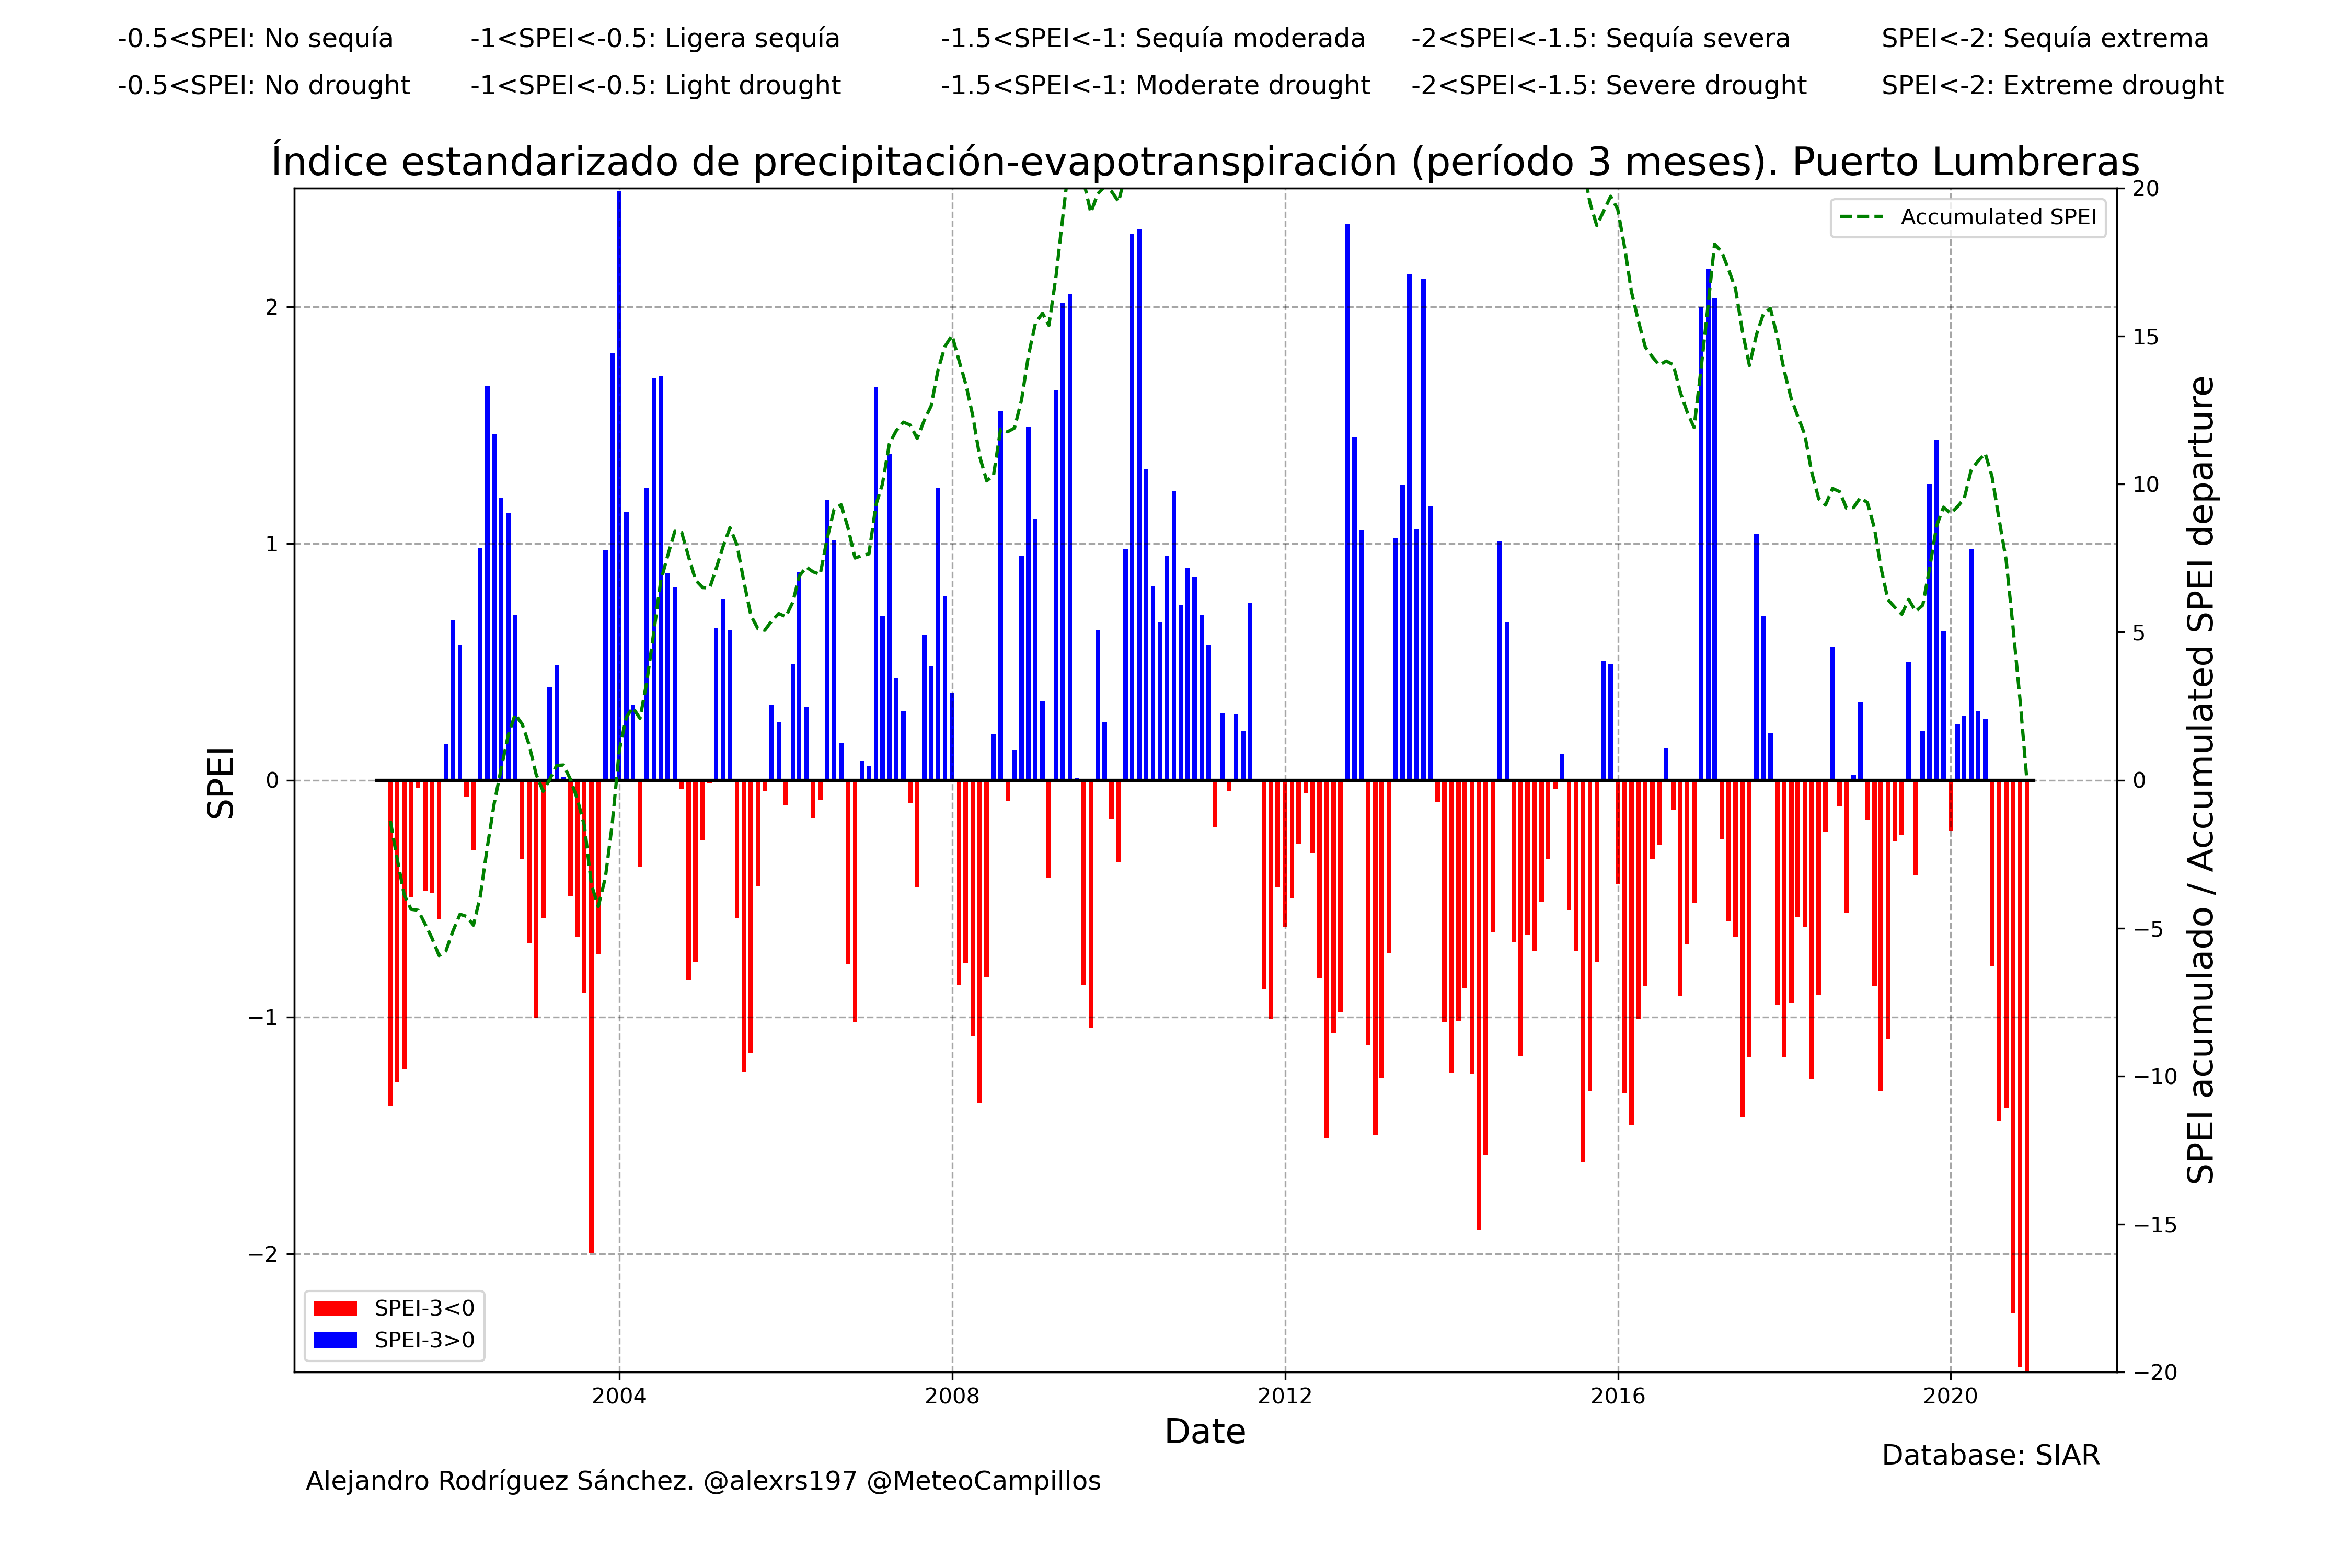 -0.5<SPEI: No sequía -1<SPEI<-0.5: Ligera sequía -1.5<SPEI<-1: Sequía moderada -2<SPEI<-1.5: Sequía severa SPEI<-2: Sequía extrema
-0.5<SPEI: No drought -1<SPEI<-0.5: Light drought -1.5<SPEI<-1: Moderate drought -2<SPEI<-1.5: Severe drought SPEI<-2: Extreme drought
Índice estandarizado de precipitación-evapotranspiración (período 3 meses). Puerto Lumbreras
Accumulated SPEI
SPEI
2
1
0
−1
−2
20
15
10
5
0
−5
−10
−15
−20
SPEI acumulado / Accumulated SPEI departure
SPEI-3<0
SPEI-3>0
2004 2008 2012 2016 2020
Date
Database: SIAR
Alejandro Rodríguez Sánchez. @alexrs197 @MeteoCampillos